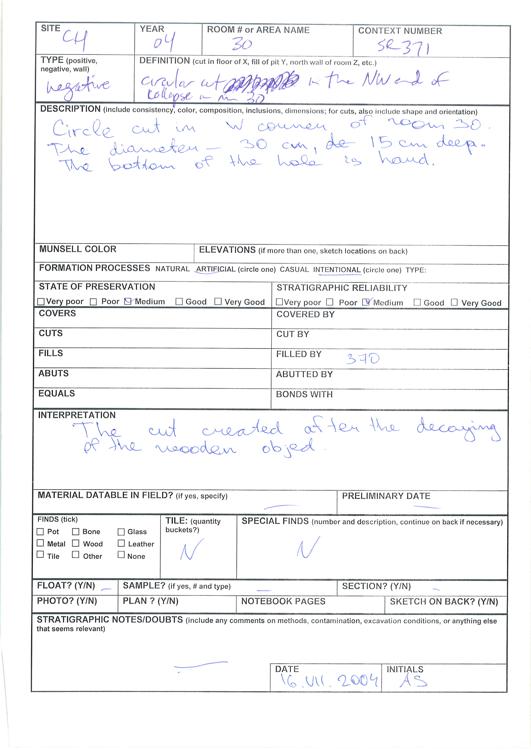 SITE CH
YEAR 04
ROOM # or AREA NAME 30
CONTEXT NUMBER SR 371
TYPE (positive, negative, wall) negative
DEFINITION (cut in floor of X, fill of pit Y, north wall of room Z, etc.)
circular cut in the NW end of
collapse in rm 30
DESCRIPTION (include consistency, color, composition, inclusions, dimensions; for cuts, also include shape and orientation)
Circle cut in W couner of room 30.
The diameter – 30 cm, de 15 cm deep.
The bottom of the hole is hard.
MUNSELL COLOR
ELEVATIONS (if more than one, sketch locations on back)
FORMATION PROCESSES NATURAL ARTIFICIAL (circle one) CASUAL INTENTIONAL (circle one) TYPE:
STATE OF PRESERVATION
STRATIGRAPHIC RELIABILITY
Very poor Poor Medium Good Very Good
Very poor Poor Medium Good Very Good
COVERS
COVERED BY
CUTS
CUT BY
FILLS
FILLED BY 370
ABUTS
ABUTTED BY
EQUALS
BONDS WITH
INTERPRETATION
The cut created after the decaying
of the wooden object.
MATERIAL DATABLE IN FIELD? (if yes, specify) —
PRELIMINARY DATE —
FINDS (tick)
Pot Bone Glass
Metal Wood Leather
Tile Other None
TILE: (quantity buckets?) N
SPECIAL FINDS (number and description, continue on back if necessary)
N
FLOAT? (Y/N) —
SAMPLE? (if yes, # and type) —
SECTION? (Y/N) —
PHOTO? (Y/N)
PLAN ? (Y/N)
NOTEBOOK PAGES
SKETCH ON BACK? (Y/N)
STRATIGRAPHIC NOTES/DOUBTS (include any comments on methods, contamination, excavation conditions, or anything else
that seems relevant)
—
DATE 16. VII. 2004
INITIALS AS